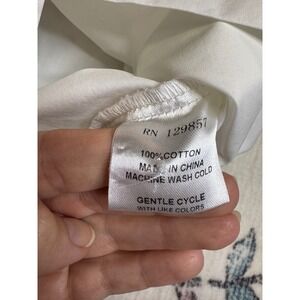 RN 129857
100%COTTON
MADE IN CHINA
MACHINE WASH COLD
GENTLE CYCLE
WITH LIKE COLORS